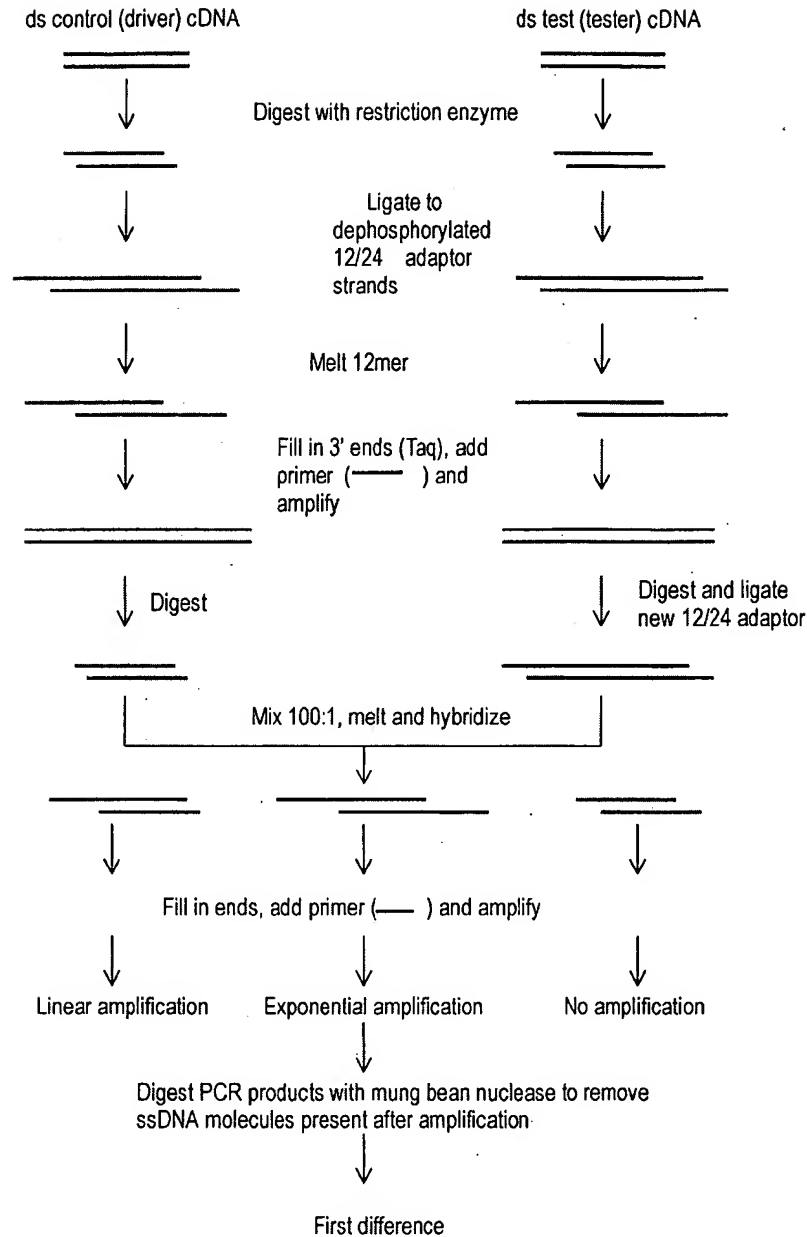 ds control (driver) cDNA
ds test (tester) cDNA
Digest with restriction enzyme
Ligate to
dephosphorylated
12/24 adaptor
strands
Melt 12mer
Fill in 3' ends (Taq), add
primer ( ) and
amplify
Digest
Digest and ligate
new 12/24 adaptor
Mix 100:1, melt and hybridize
Fill in ends, add primer ( ) and amplify
Linear amplification
Exponential amplification
No amplification
Digest PCR products with mung bean nuclease to remove
ssDNA molecules present after amplification
First difference